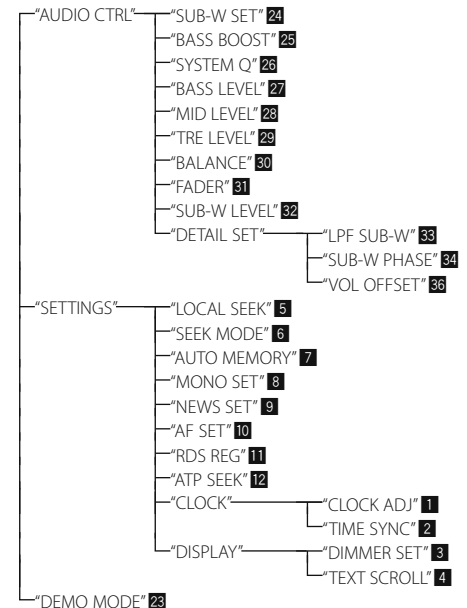 “AUDIO CTRL” “SUB-W SET” 24
“BASS BOOST” 25
“SYSTEM Q” 26
“BASS LEVEL” 27
“MID LEVEL” 28
“TRE LEVEL” 29
“BALANCE” 30
“FADER” 31
“SUB-W LEVEL” 32
“DETAIL SET” “LPF SUB-W” 33
“SUB-W PHASE” 34
“VOL OFFSET” 36
“SETTINGS” “LOCAL SEEK” 5
“SEEK MODE” 6
“AUTO MEMORY” 7
“MONO SET” 8
“NEWS SET” 9
“AF SET” 10
“RDS REG” 11
“ATP SEEK” 12
“CLOCK” “CLOCK ADJ” 1
“TIME SYNC” 2
“DISPLAY” “DIMMER SET” 3
“TEXT SCROLL” 4
“DEMO MODE” 23